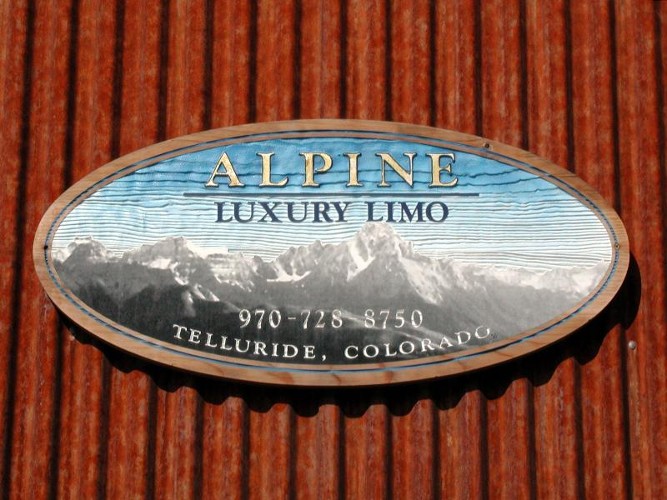 ALPINE
LUXURY LIMO
970-728-8750
TELLURIDE, COLORADO